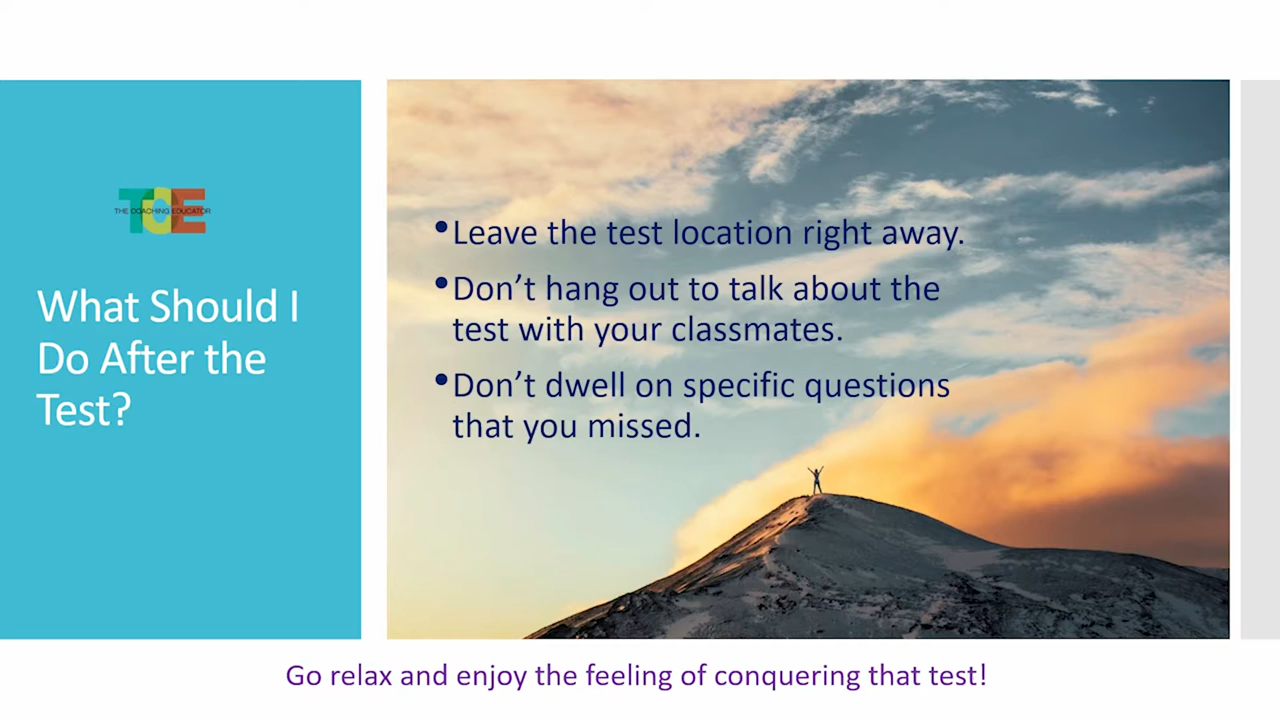 TCE
THE COACHING EDUCATOR
What Should I
Do After the
Test?
•Leave the test location right away.
•Don’t hang out to talk about the
test with your classmates.
•Don’t dwell on specific questions
that you missed.
Go relax and enjoy the feeling of conquering that test!